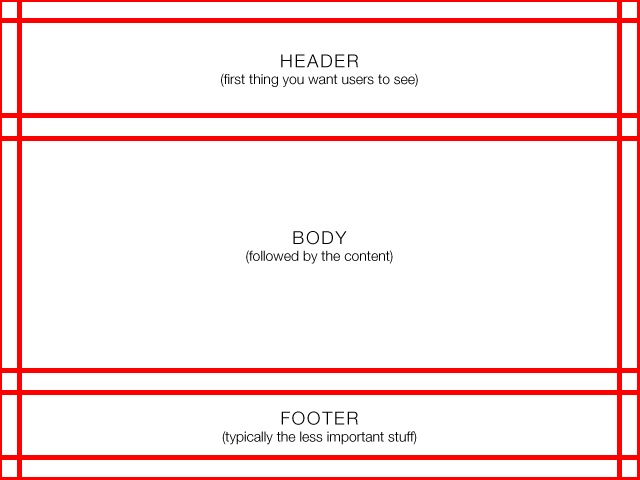 HEADER
(first thing you want users to see)
BODY
(followed by the content)
FOOTER
(typically the less important stuff)